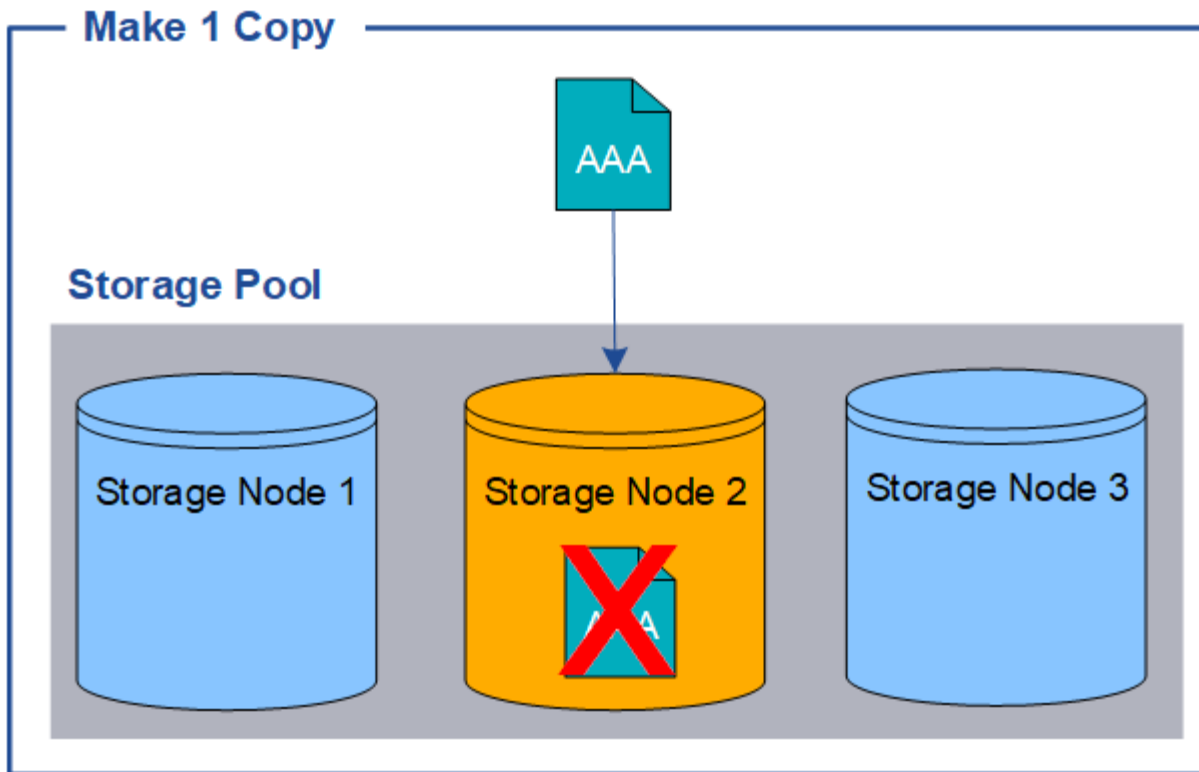 Make 1 Copy
AAA
Storage Pool
Storage Node 1
Storage Node 2
Storage Node 3